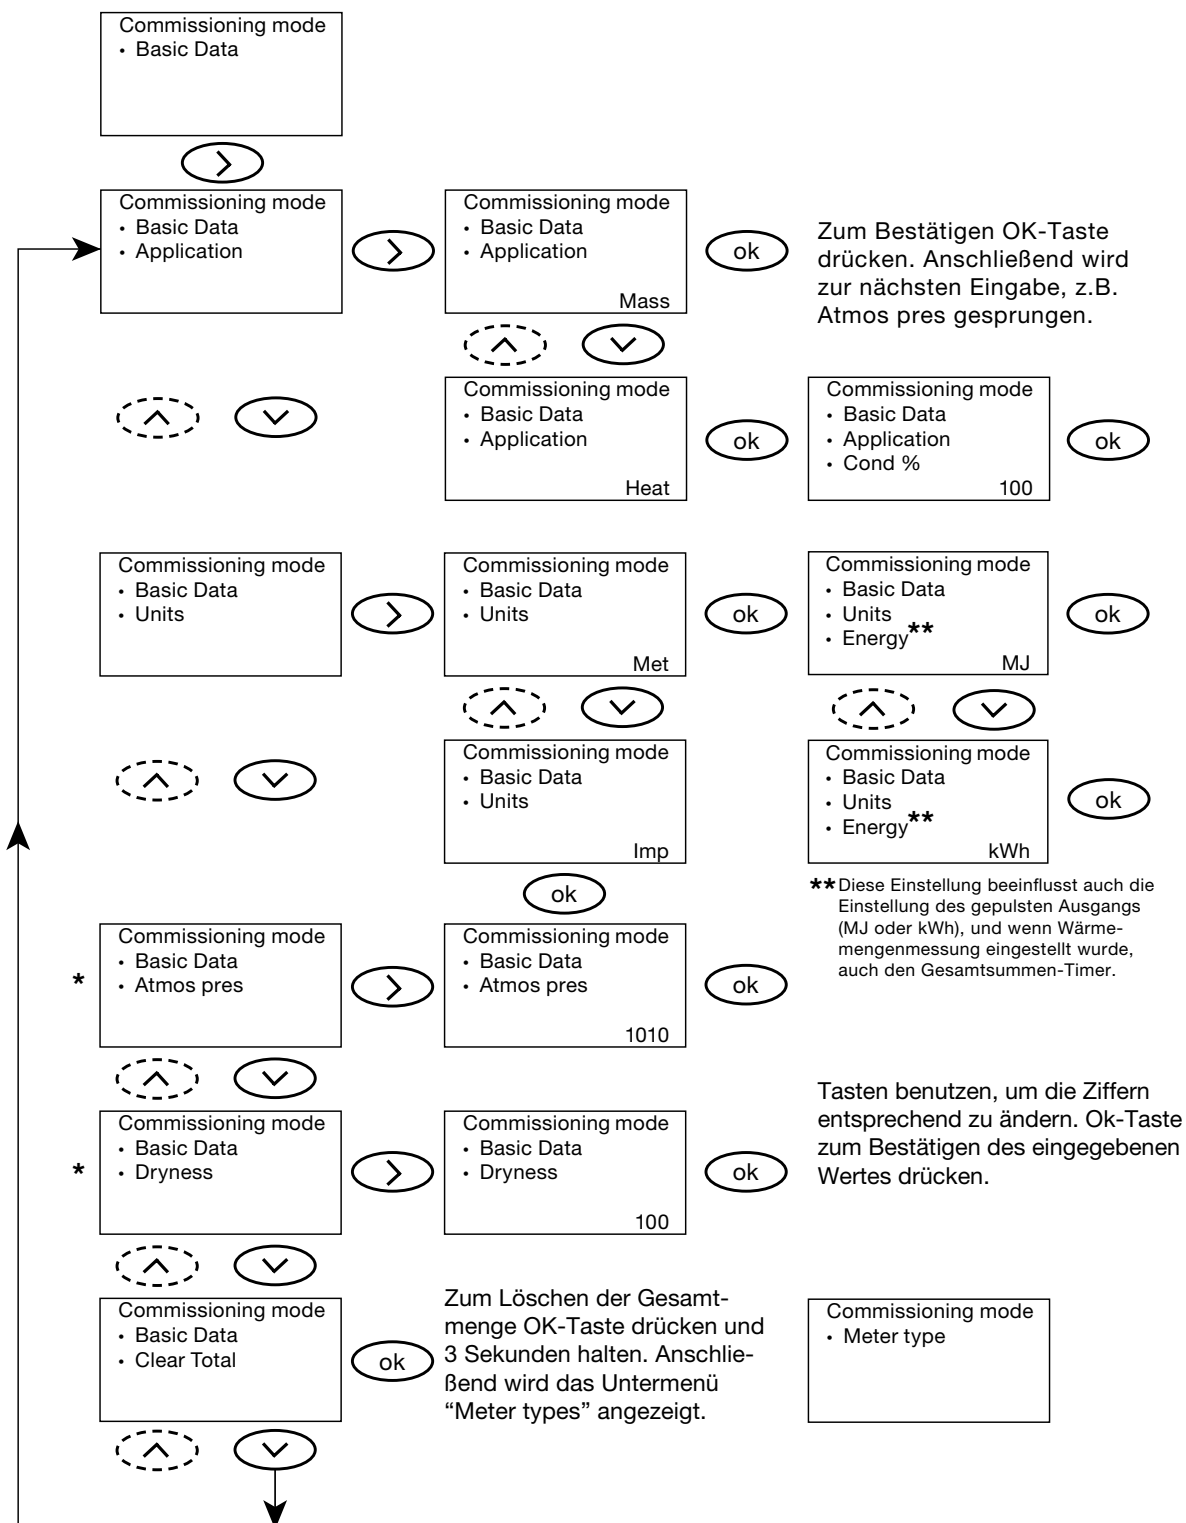 Commissioning mode
• Basic Data
Commissioning mode
• Basic Data
• Application
Commissioning mode
• Basic Data
• Application
Mass
ok
Zum Bestätigen OK-Taste
drücken. Anschließend wird
zur nächsten Eingabe, z.B.
Atmos pres gesprungen.
Commissioning mode
• Basic Data
• Application
Heat
ok
Commissioning mode
• Basic Data
• Application
• Cond %
100
ok
Commissioning mode
• Basic Data
• Units
Commissioning mode
• Basic Data
• Units
Met
ok
Commissioning mode
• Basic Data
• Units
• Energy**
MJ
ok
Commissioning mode
• Basic Data
• Units
Imp
ok
Commissioning mode
• Basic Data
• Units
• Energy**
kWh
ok
** Diese Einstellung beeinflusst auch die
Einstellung des gepulsten Ausgangs
(MJ oder kWh), und wenn Wärme-
mengenmessung eingestellt wurde,
auch den Gesamtsummen-Timer.
*
Commissioning mode
• Basic Data
• Atmos pres
Commissioning mode
• Basic Data
• Atmos pres
1010
ok
*
Commissioning mode
• Basic Data
• Dryness
Commissioning mode
• Basic Data
• Dryness
100
ok
Tasten benutzen, um die Ziffern
entsprechend zu ändern. Ok-Taste
zum Bestätigen des eingegebenen
Wertes drücken.
Commissioning mode
• Basic Data
• Clear Total
ok
Zum Löschen der Gesamt-
menge OK-Taste drücken und
3 Sekunden halten. Anschlie-
ßend wird das Untermenü
“Meter types” angezeigt.
Commissioning mode
• Meter type